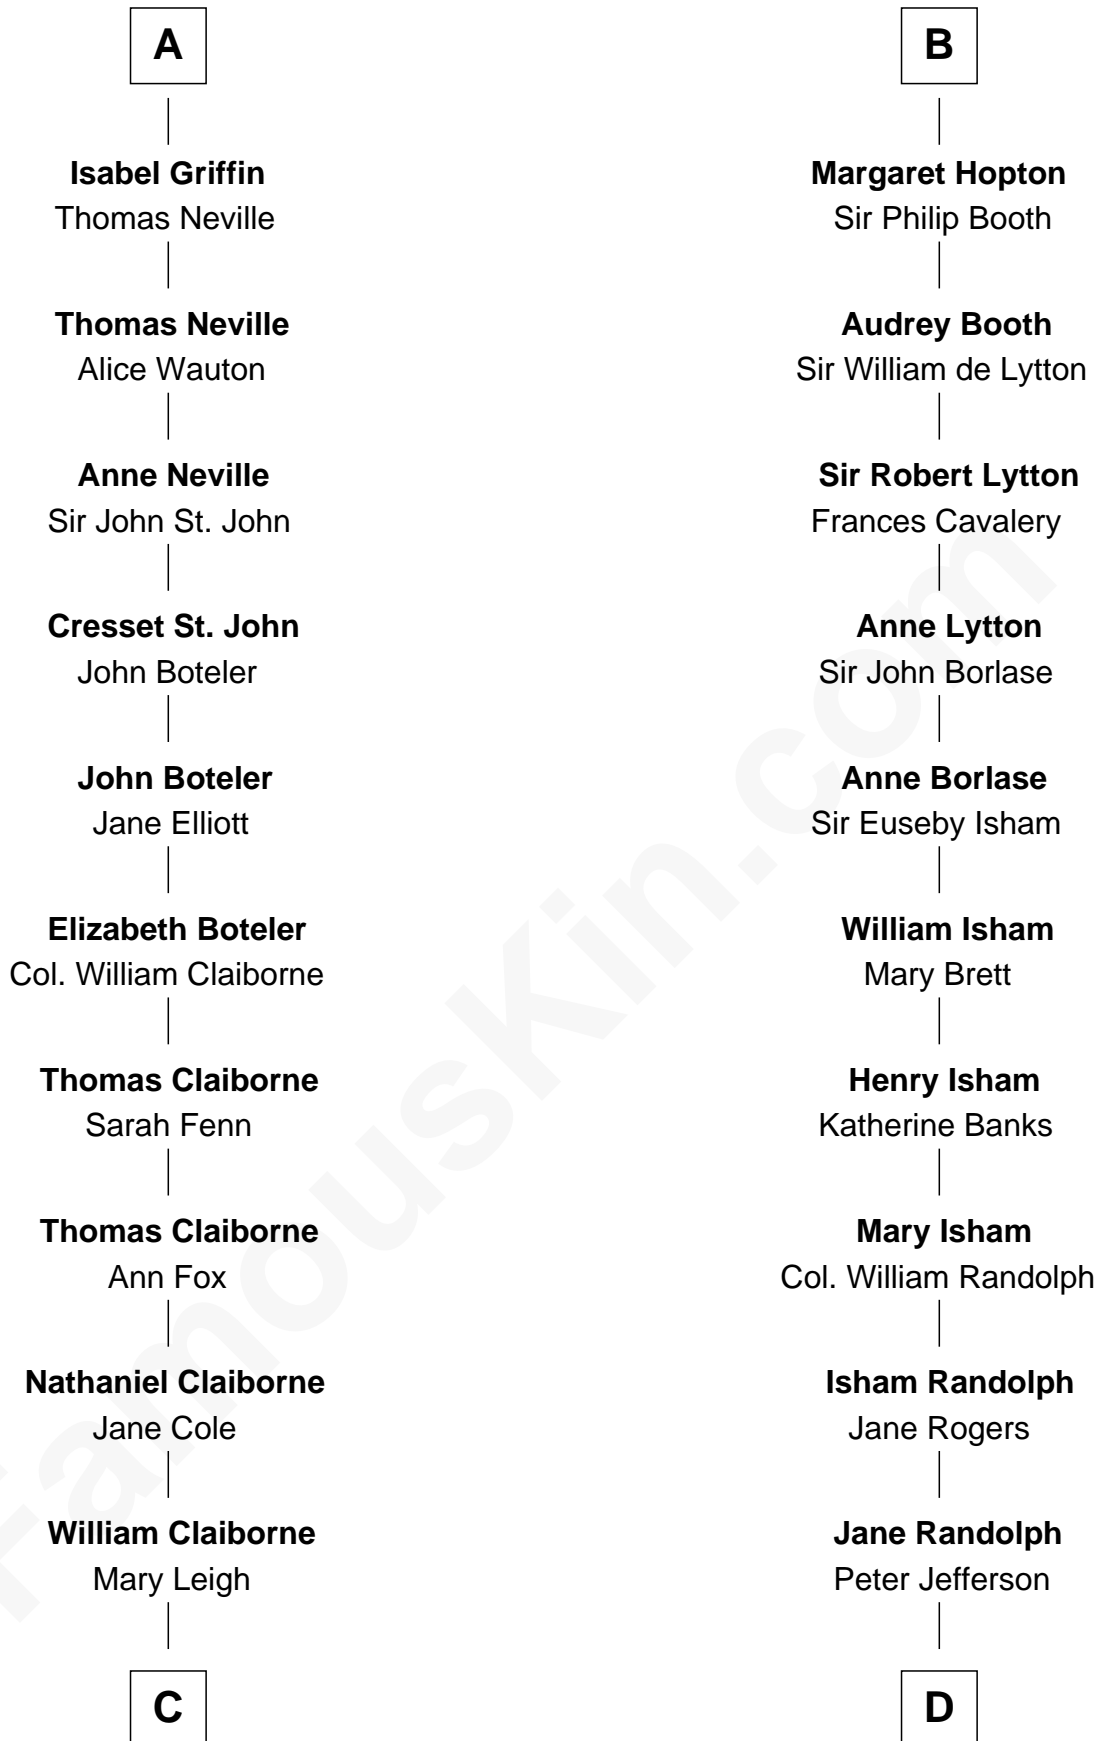 A
Isabel Griffin
Thomas Neville
Thomas Neville
Alice Wauton
Anne Neville
Sir John St. John
Cresset St. John
John Boteler
John Boteler
Jane Elliott
Elizabeth Boteler
Col. William Claiborne
Thomas Claiborne
Sarah Fenn
Thomas Claiborne
Ann Fox
Nathaniel Claiborne
Jane Cole
William Claiborne
Mary Leigh
C
B
Margaret Hopton
Sir Philip Booth
Audrey Booth
Sir William de Lytton
Sir Robert Lytton
Frances Cavalery
Anne Lytton
Sir John Borlase
Anne Borlase
Sir Euseby Isham
William Isham
Mary Brett
Henry Isham
Katherine Banks
Mary Isham
Col. William Randolph
Isham Randolph
Jane Rogers
Jane Randolph
Peter Jefferson
D
FamousKin.com